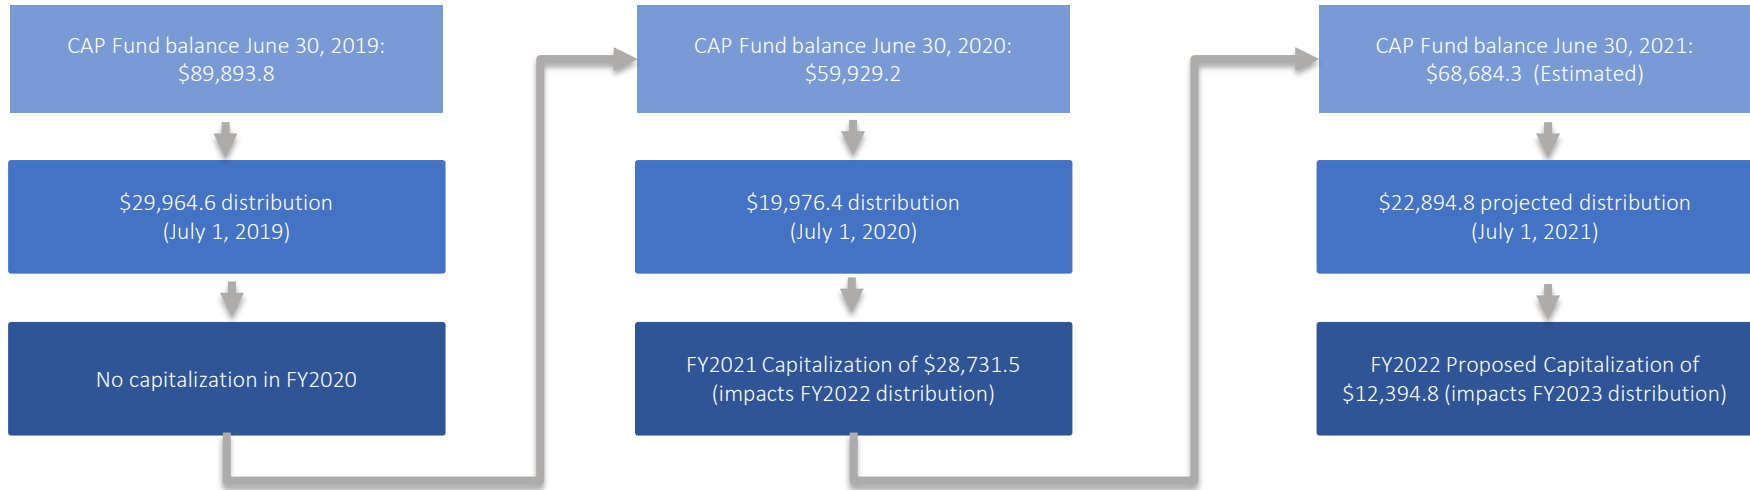 CAP Fund balance June 30, 2019:
$89,893.8
$29,964.6 distribution
(July 1, 2019)
No capitalization in FY2020
CAP Fund balance June 30, 2020:
$59,929.2
$19,976.4 distribution
(July 1, 2020)
FY2021 Capitalization of $28,731.5
(impacts FY2022 distribution)
CAP Fund balance June 30, 2021:
$68,684.3  (Estimated)
$22,894.8 projected distribution
(July 1, 2021)
FY2022 Proposed Capitalization of
$12,394.8 (impacts FY2023 distribution)